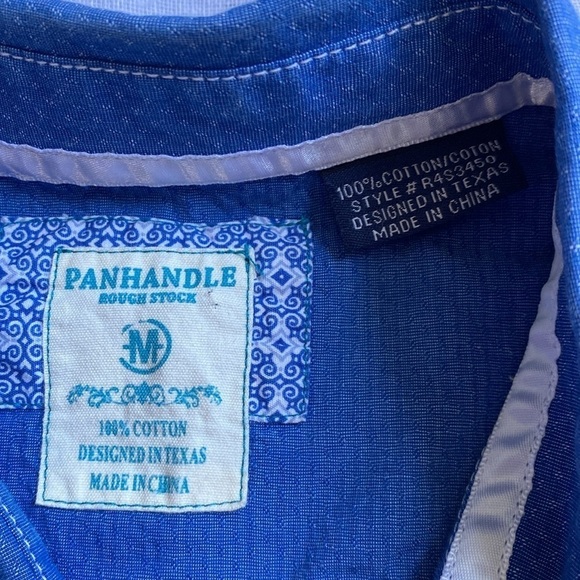 100% COTTON/COTON
STYLE # R4S3450
DESIGNED IN TEXAS
MADE IN CHINA
PANHANDLE
ROUGH STOCK
M
100% COTTON
DESIGNED IN TEXAS
MADE IN CHINA